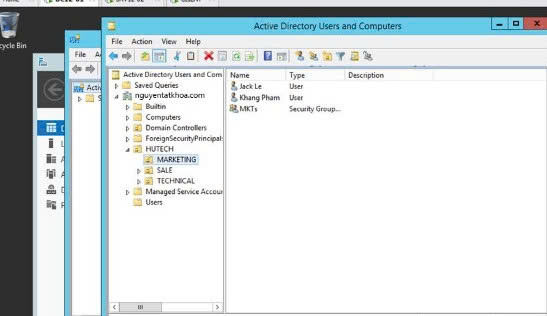 Active Directory Users and Computers
File Action View Help
Active Directory Users and Com
Saved Queries
nguyentatkhoa.com
Builtin
Computers
Domain Controllers
ForeignSecurityPrincipals
HUTECH
MARKETING
SALE
TECHNICAL
Managed Service Accou
Users
Name Type Description
Jack Le User
Khang Pham User
MKTs Security Group...
cycle Bin
File A
Activ